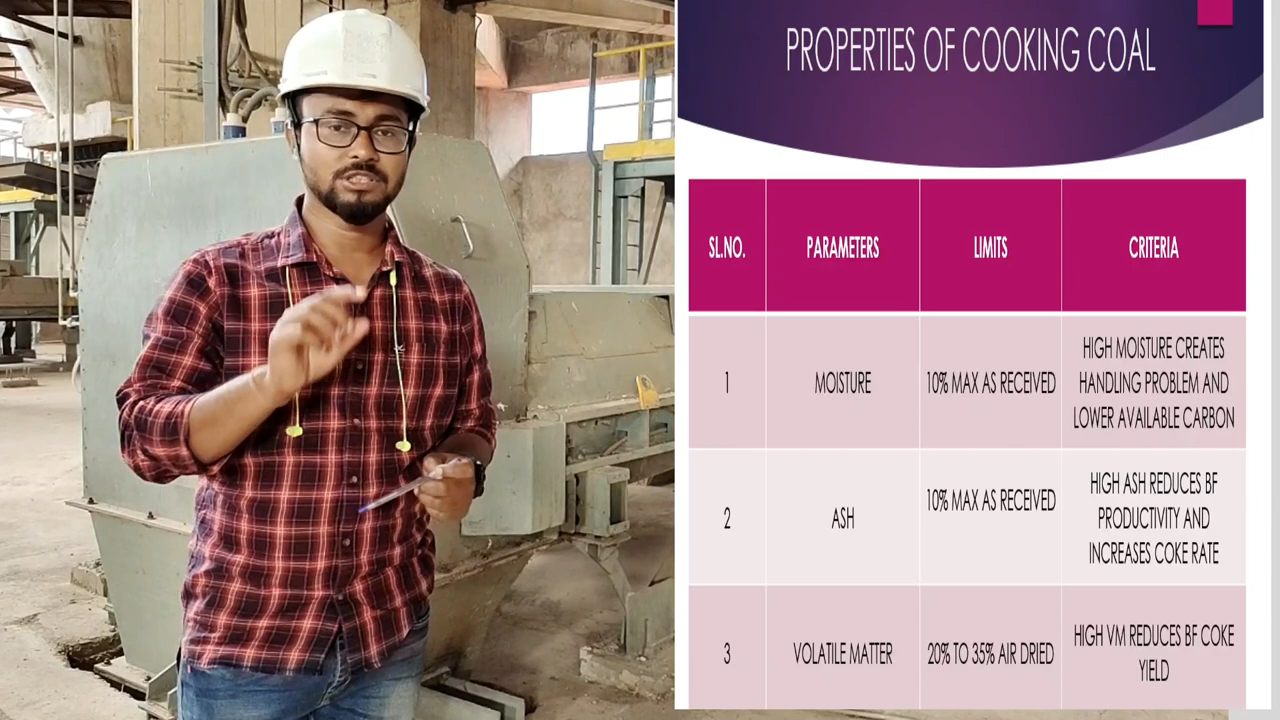 PROPERTIES OF COOKING COAL
SL.NO. PARAMETERS LIMITS CRITERIA
1 MOISTURE 10% MAX AS RECEIVED HIGH MOISTURE CREATES
HANDLING PROBLEM AND
LOWER AVAILABLE CARBON
2 ASH 10% MAX AS RECEIVED HIGH ASH REDUCES BF
PRODUCTIVITY AND
INCREASES COKE RATE
3 VOLATILE MATTER 20% TO 35% AIR DRIED HIGH VM REDUCES BF COKE
YIELD